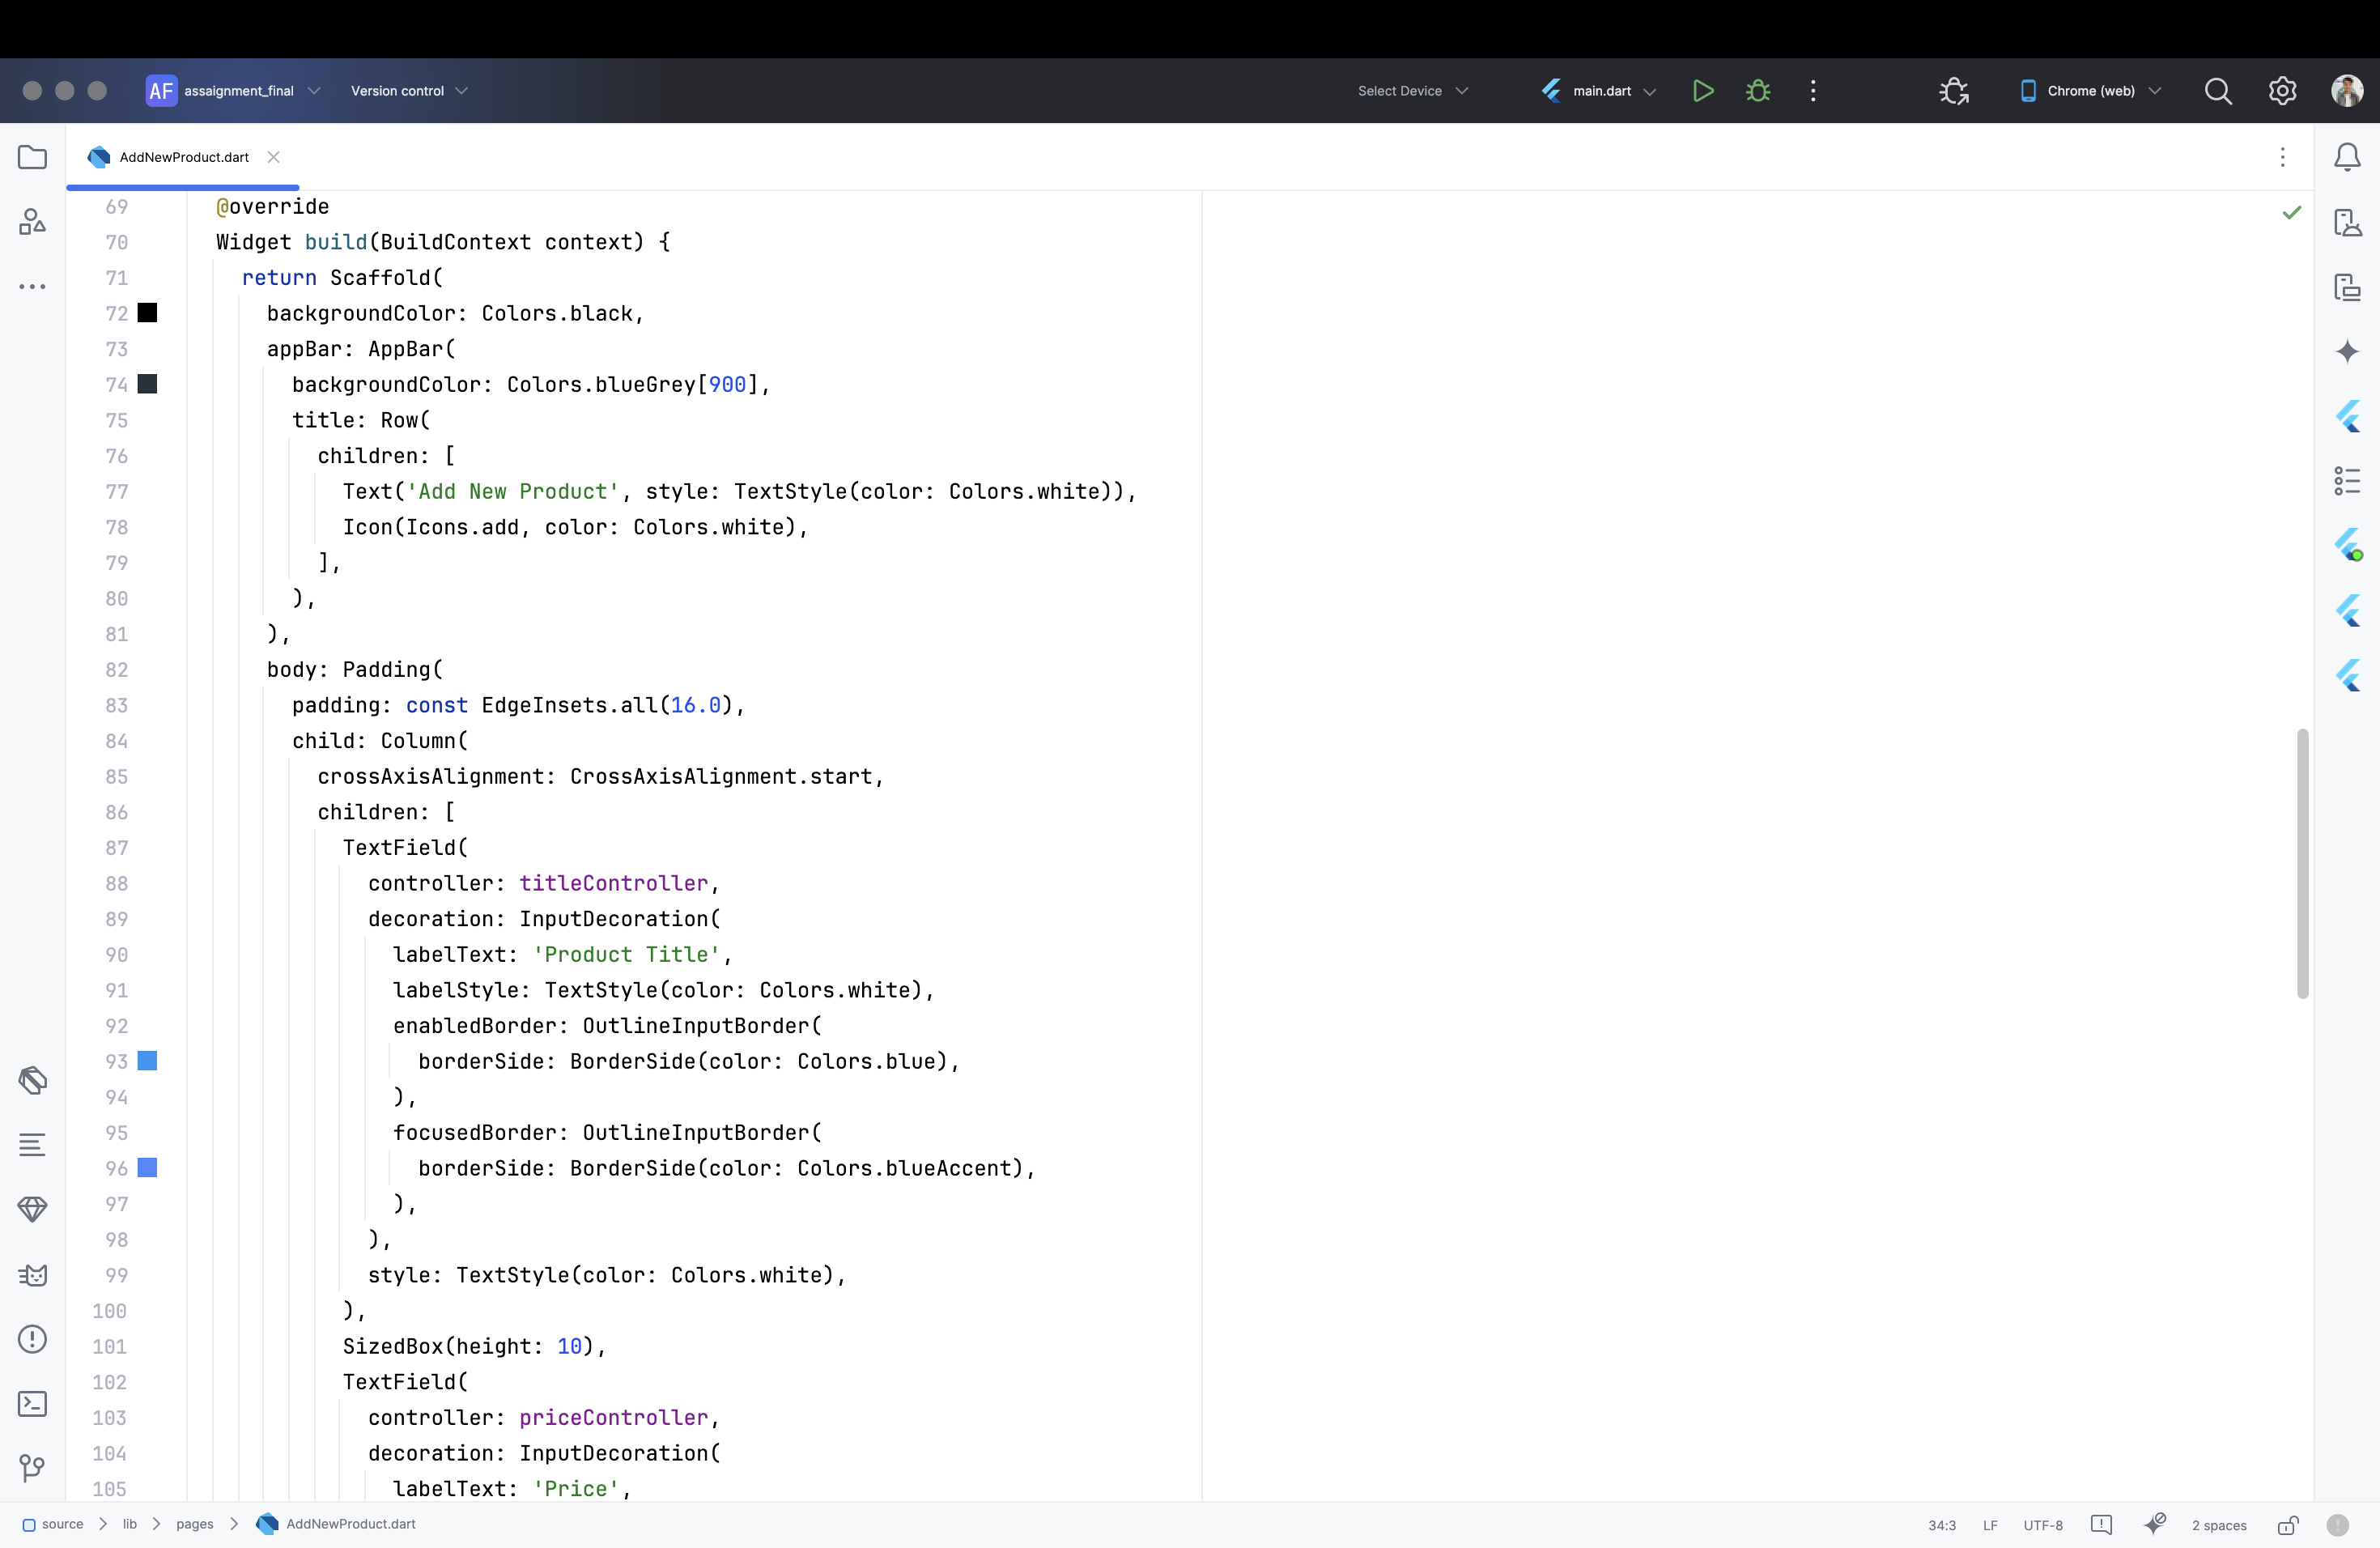 AF assaignment_final Version control Select Device main.dart Chrome (web)
AddNewProduct.dart
69 @override
70 Widget build(BuildContext context) {
71 return Scaffold(
72 backgroundColor: Colors.black,
73 appBar: AppBar(
74 backgroundColor: Colors.blueGrey[900],
75 title: Row(
76 children: [
77 Text('Add New Product', style: TextStyle(color: Colors.white)),
78 Icon(Icons.add, color: Colors.white),
79 ],
80 ),
81 ),
82 body: Padding(
83 padding: const EdgeInsets.all(16.0),
84 child: Column(
85 crossAxisAlignment: CrossAxisAlignment.start,
86 children: [
87 TextField(
88 controller: titleController,
89 decoration: InputDecoration(
90 labelText: 'Product Title',
91 labelStyle: TextStyle(color: Colors.white),
92 enabledBorder: OutlineInputBorder(
93 borderSide: BorderSide(color: Colors.blue),
94 ),
95 focusedBorder: OutlineInputBorder(
96 borderSide: BorderSide(color: Colors.blueAccent),
97 ),
98 ),
99 style: TextStyle(color: Colors.white),
100 ),
101 SizedBox(height: 10),
102 TextField(
103 controller: priceController,
104 decoration: InputDecoration(
105 labelText: 'Price',
source lib pages AddNewProduct.dart 34:3 LF UTF-8 2 spaces